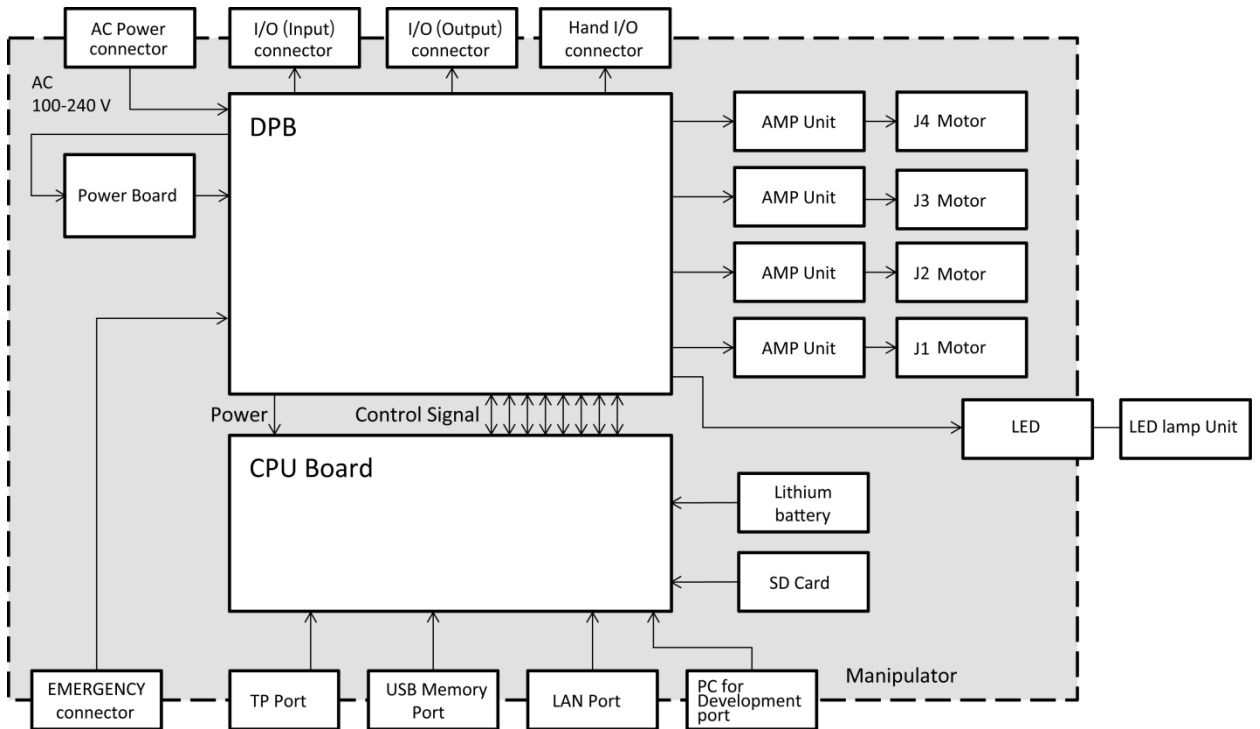 AC Power
connector
I/O (Input)
connector
I/O (Output)
connector
Hand I/O
connector
AC
100-240 V
DPB
AMP Unit
J4 Motor
Power Board
AMP Unit
J3 Motor
AMP Unit
J2 Motor
AMP Unit
J1 Motor
Power
Control Signal
LED
LED lamp Unit
CPU Board
Lithium
battery
SD Card
Manipulator
EMERGENCY
connector
TP Port
USB Memory
Port
LAN Port
PC for
Development
port